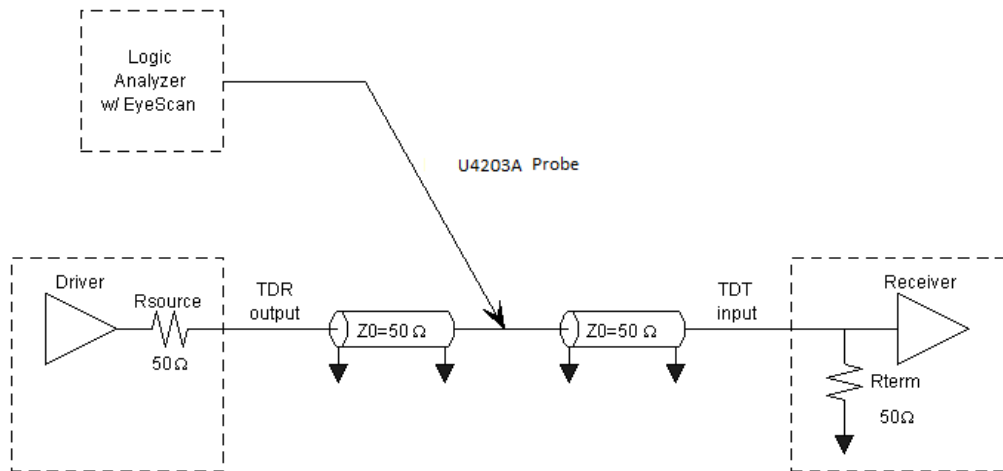 Logic
Analyzer
w/ EyeScan
U4203A Probe
Driver
Rsource
50Ω
TDR
output
Z0=50 Ω
Z0=50 Ω
TDT
input
Receiver
Rterm
50Ω